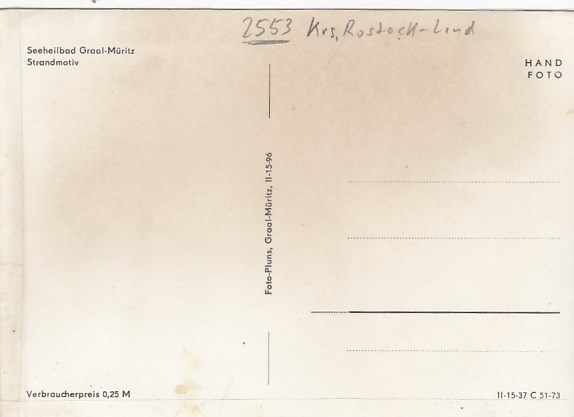 2553 Krs. Rostock-Land
Seeheilbad Graal-Müritz
Strandmotiv
HAND
FOTO
Foto-Pluns, Graal-Müritz, II-15-96
Verbraucherpreis 0,25 M
II-15-37 C 51-73